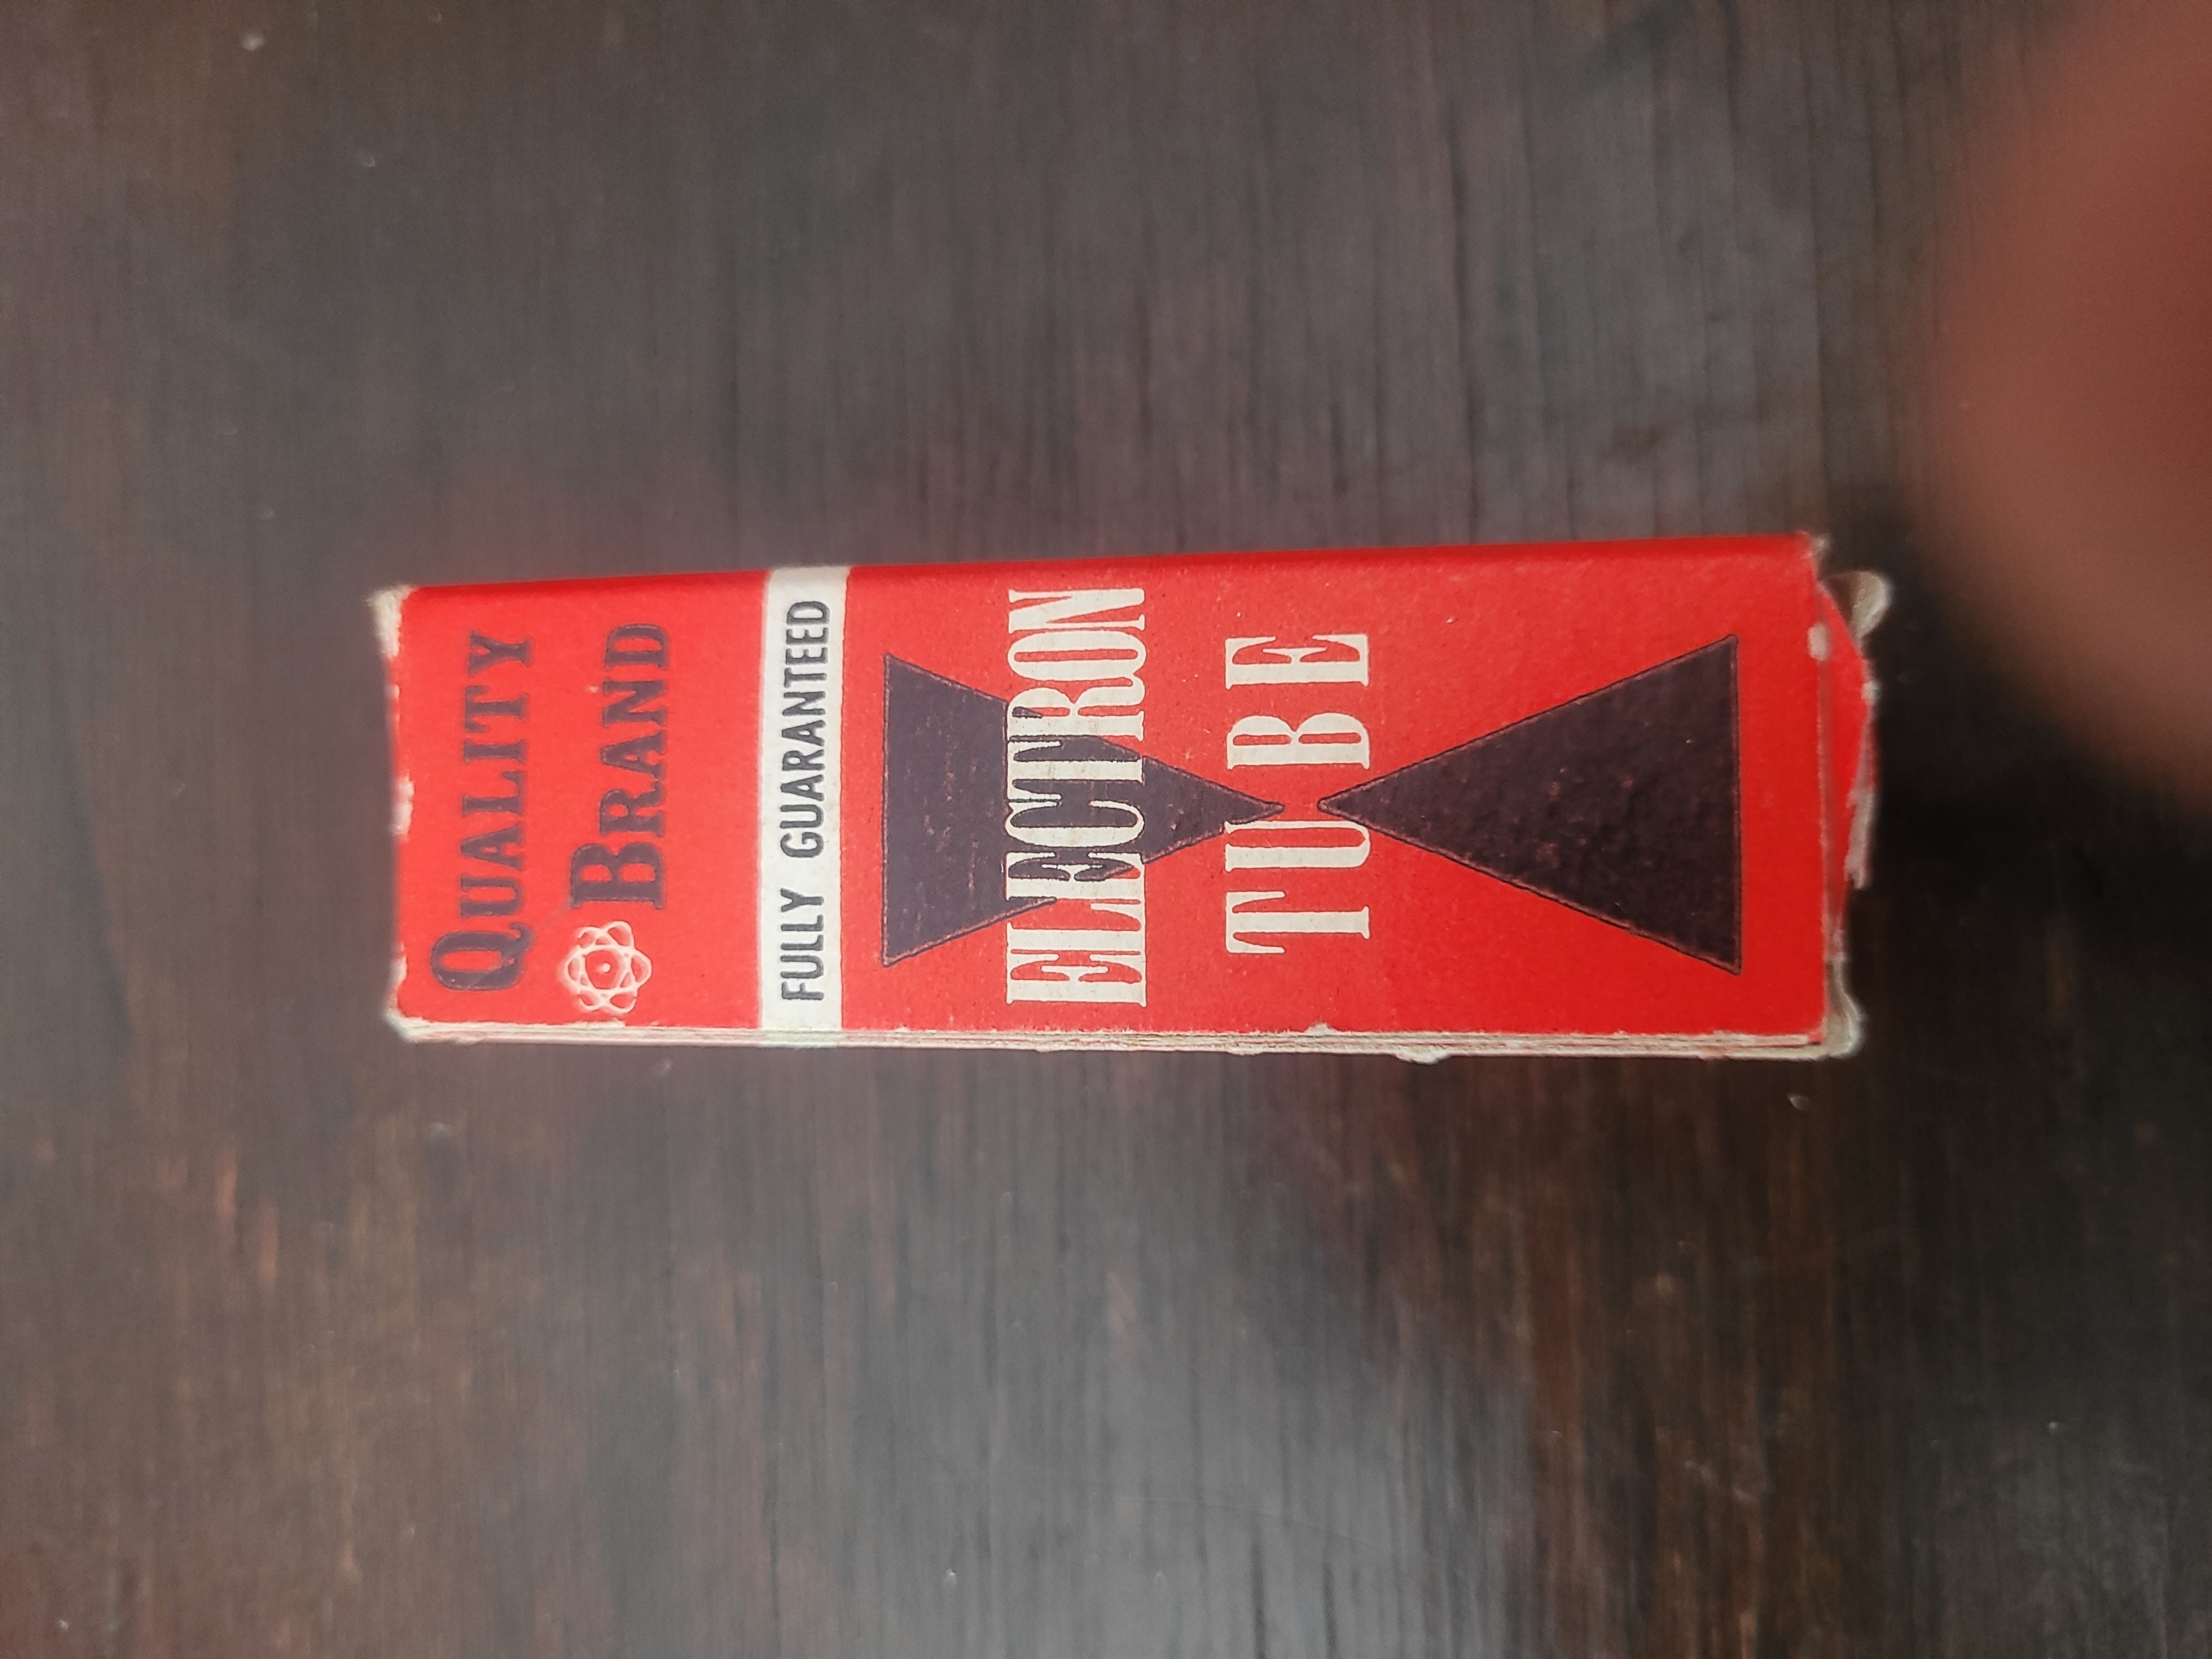 QUALITY
BRAND
FULLY GUARANTEED
ELECTRON
TUBE